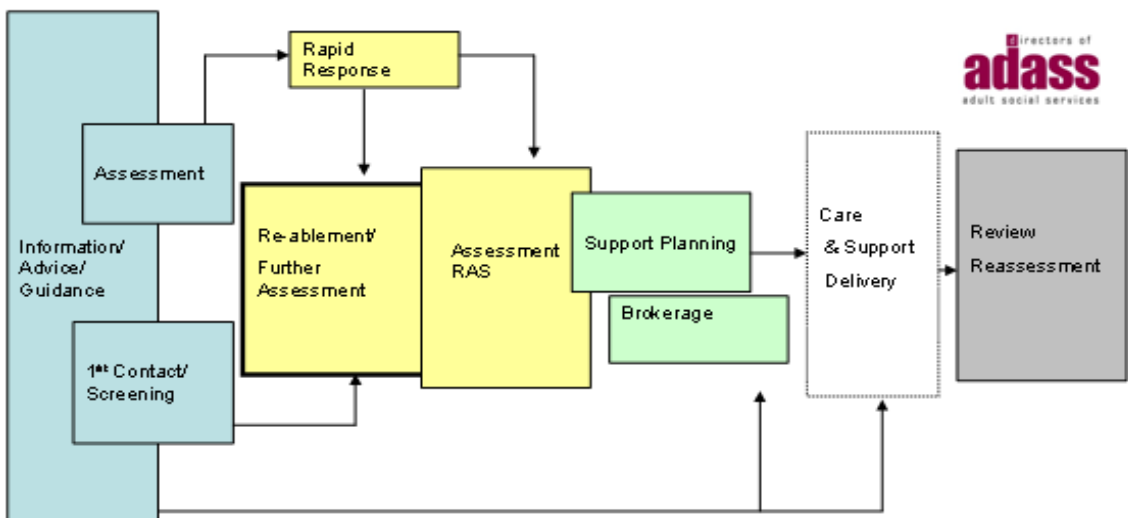 Rapid
Response
directors of
adass
adult social services
Assessment
Information/
Advice/
Guidance
Re-ablement/
Further
Assessment
Assessment
RAS
Support Planning
Brokerage
Care
& Support
Delivery
Review
Reassessment
1st Contact/
Screening